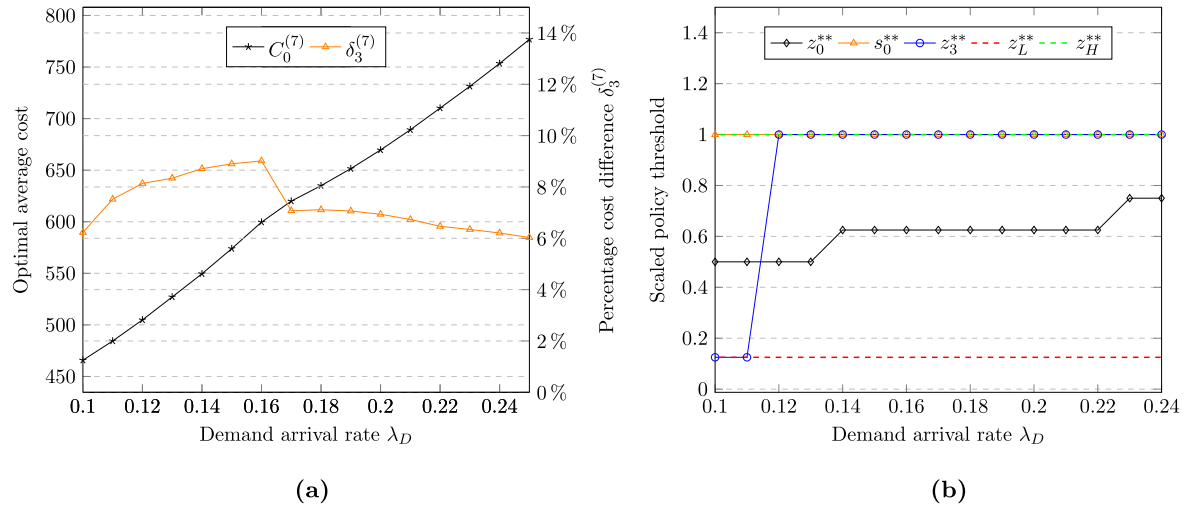 C_0^(7) δ_3^(7)
Optimal average cost
800
750
700
650
600
550
500
450
14 %
12 %
10 %
8 %
6 %
4 %
2 %
0 %
Percentage cost difference δ_3^(7)
0.1 0.12 0.14 0.16 0.18 0.2 0.22 0.24
Demand arrival rate λ_D
(a)
z_0^** s_0^** z_3^** z_L^** z_H^**
Scaled policy threshold
1.4
1.2
1
0.8
0.6
0.4
0.2
0
0.1 0.12 0.14 0.16 0.18 0.2 0.22 0.24
Demand arrival rate λ_D
(b)